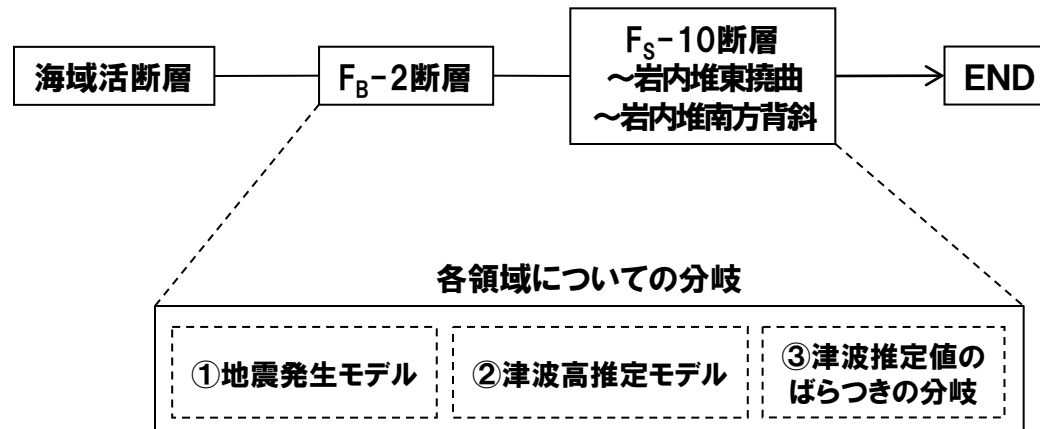 海域活断層
F_B-2断層
F_S-10断層
～岩内堆東撓曲
～岩内堆南方背斜
END
各領域についての分岐
①地震発生モデル
②津波高推定モデル
③津波推定値の
ばらつきの分岐